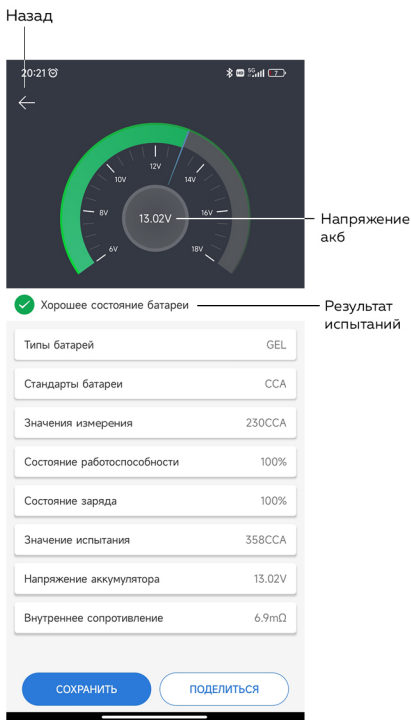 Назад
20:21
5G
7
12V
10V
14V
8V
13.02V
16V
6V
18V
Напряжение
акб
Хорошее состояние батареи
Результат
испытаний
Типы батарей GEL
Стандарты батареи CCA
Значения измерения 230CCA
Состояние работоспособности 100%
Состояние заряда 100%
Значение испытания 358CCA
Напряжение аккумулятора 13.02V
Внутреннее сопротивление 6.9mΩ
СОХРАНИТЬ
ПОДЕЛИТЬСЯ